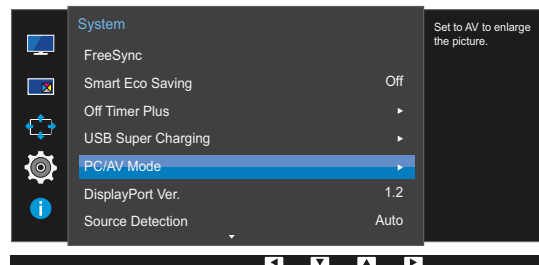 System
FreeSync
Smart Eco Saving Off
Off Timer Plus
USB Super Charging
PC/AV Mode
DisplayPort Ver. 1.2
Source Detection Auto
Set to AV to enlarge
the picture.